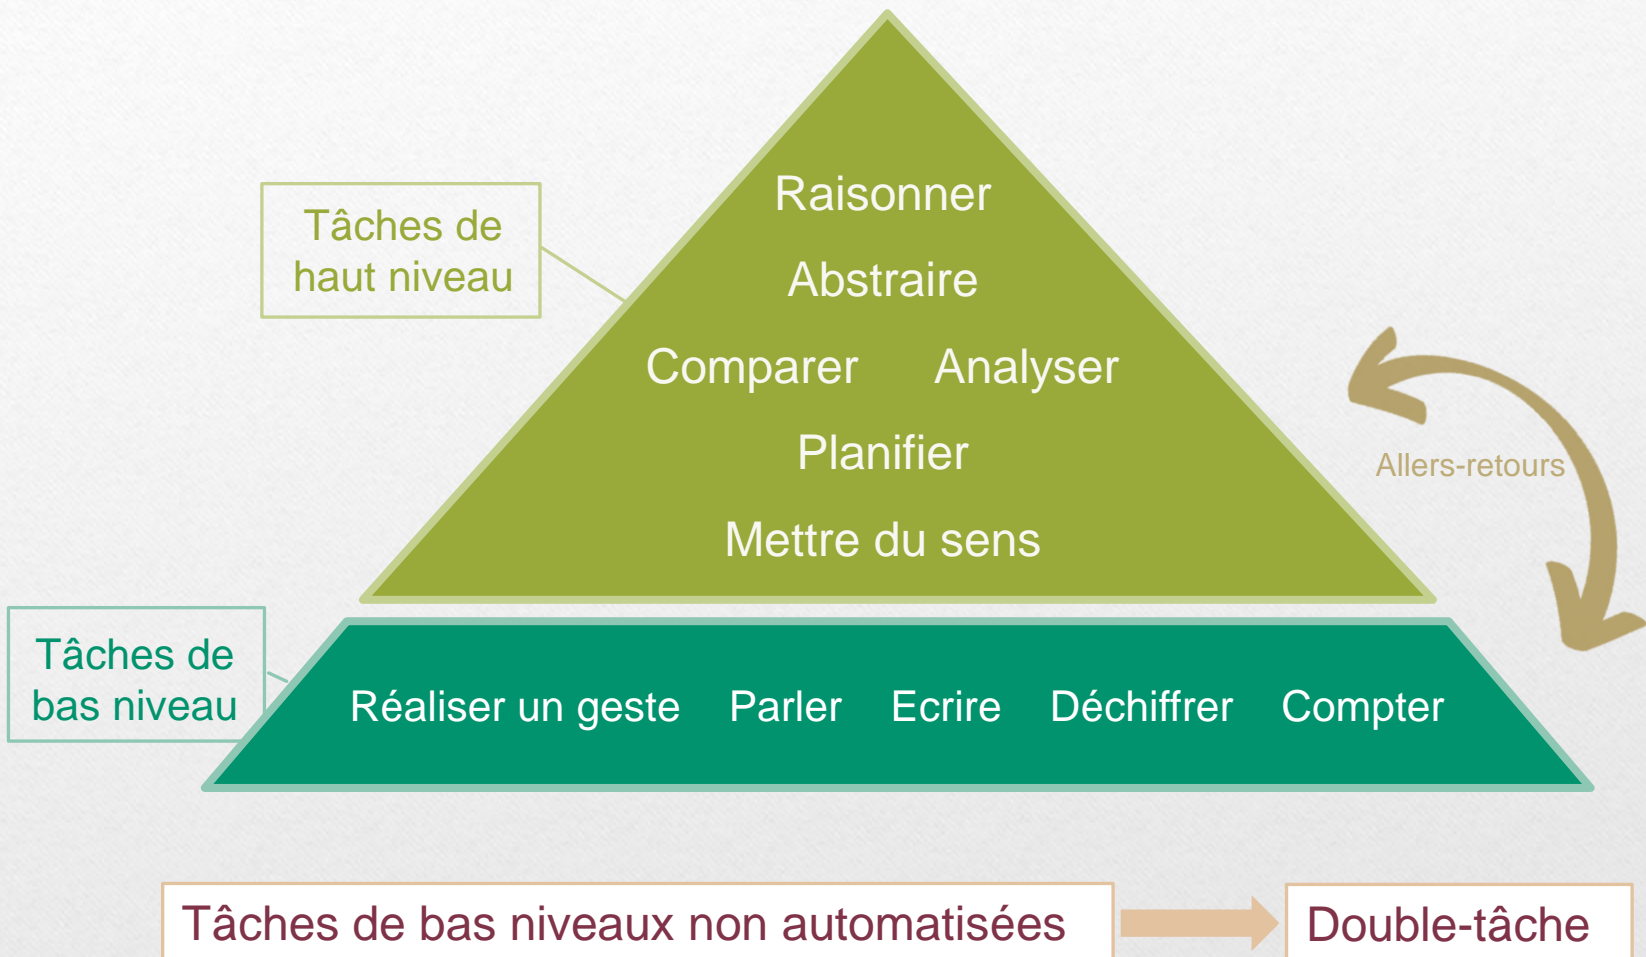 Raisonner
Tâches de
haut niveau
Abstraire
Comparer Analyser
Planifier
Allers-retours
Mettre du sens
Tâches de
bas niveau
Réaliser un geste Parler Ecrire Déchiffrer Compter
Tâches de bas niveaux non automatisées
Double-tâche